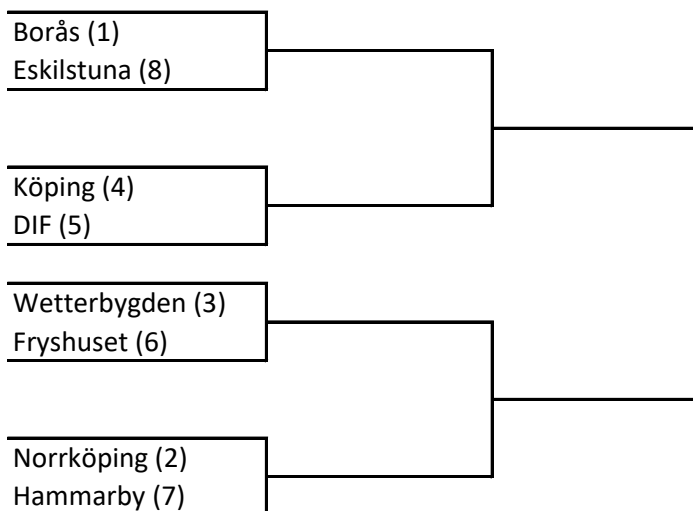 Borås (1)
Eskilstuna (8)
Köping (4)
DIF (5)
Wetterbygden (3)
Fryshuset (6)
Norrköping (2)
Hammarby (7)